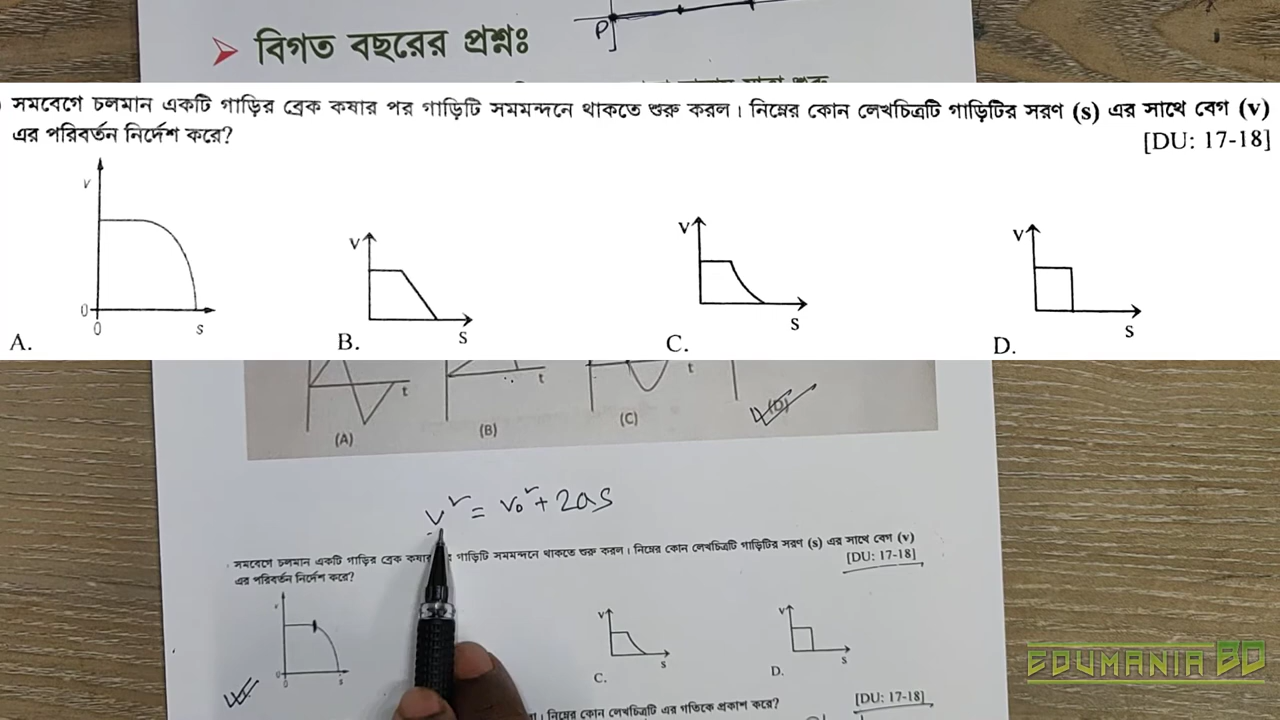 বিগত বছরের প্রশ্নঃ
P
সমবেগে চলমান একটি গাড়ির ব্রেক কষার পর গাড়িটি সমমন্দনে থাকতে শুরু করল। নিম্নের কোন লেখচিত্রটি গাড়িটির সরণ (s) এর সাথে বেগ (v)
এর পরিবর্তন নির্দেশ করে?
[DU: 17-18]
v
0
0
s
A.
V
S
B.
V
S
C.
V
S
D.
t
(A)
t
(B)
t
(C)
(D)
v² = v₀² + 2as
সমবেগে চলমান একটি গাড়ির ব্রেক গাড়িটি সমমন্দনে থাকতে শুরু করল। নিম্নের কোন লেখচিত্রটি গাড়িটির সরণ (s) এর সাথে বেগ (v)
এর পরিবর্তন নির্দেশ করে?
[DU: 17-18]
0
s
V
S
C.
V
S
D.
নিম্নের কোন লেখচিত্রটি এর গতিকে প্রকাশ করে?
[DU: 17-18]
EDUMANIA BD